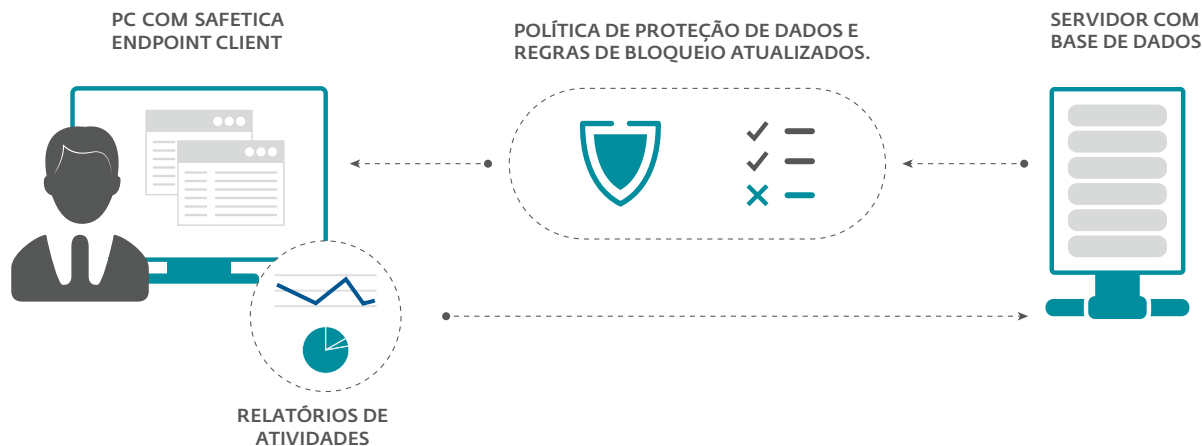 PC COM SAFETICA
ENDPOINT CLIENT
POLÍTICA DE PROTEÇÃO DE DADOS E
REGRAS DE BLOQUEIO ATUALIZADOS.
SERVIDOR COM
BASE DE DADOS
RELATÓRIOS DE
ATIVIDADES